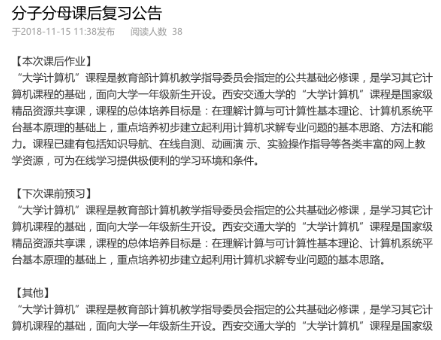 分子分母课后复习公告
于2018-11-15 11:38发布 阅读人数 38
【本次课后作业】
“大学计算机”课程是教育部计算机教学指导委员会指定的公共基础必修课，是学习其它计
算机课程的基础，面向大学一年级新生开设。西安交通大学的“大学计算机”课程是国家级
精品资源共享课，课程的总体培养目标是：在理解计算与可计算性基本理论、计算机系统平
台基本原理的基础上，重点培养初步建立起利用计算机求解专业问题的基本思路、方法和能
力。课程已建有包括知识导航、在线自测、动画演 示、实验操作指导等各类丰富的网上教
学资源，可为在线学习提供极便利的学习环境和条件。
【下次课前预习】
“大学计算机”课程是教育部计算机教学指导委员会指定的公共基础必修课，是学习其它计
算机课程的基础，面向大学一年级新生开设。西安交通大学的“大学计算机”课程是国家级
精品资源共享课，课程的总体培养目标是：在理解计算与可计算性基本理论、计算机系统平
台基本原理的基础上，重点培养初步建立起利用计算机求解专业问题的基本思路。
【其他】
“大学计算机”课程是教育部计算机教学指导委员会指定的公共基础必修课，是学习其它计
算机课程的基础，面向大学一年级新生开设。西安交通大学的“大学计算机”课程是国家级